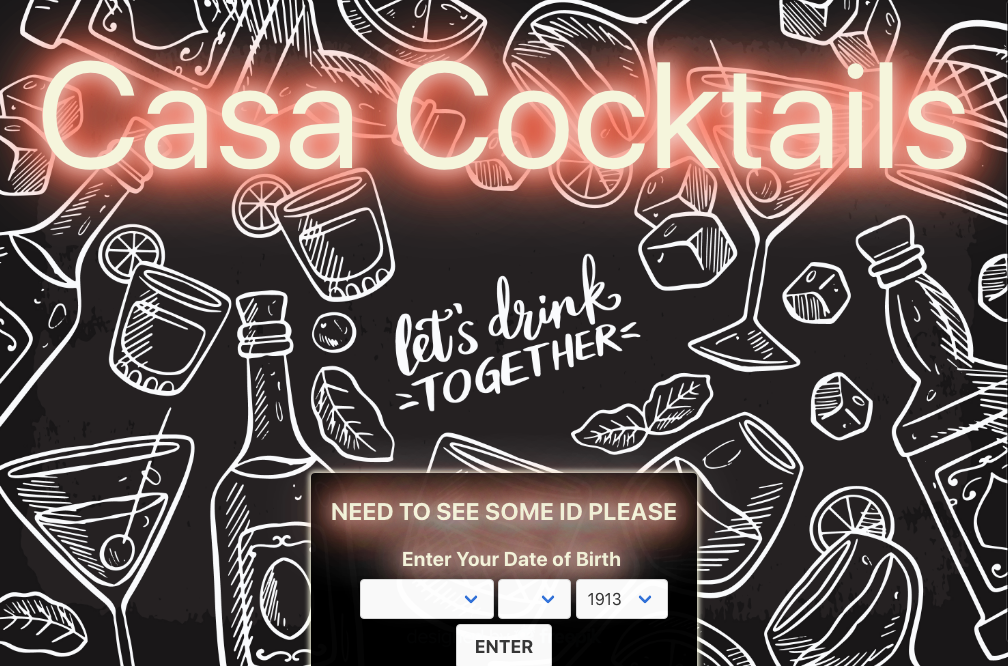 Casa Cocktails
let's drink
TOGETHER
NEED TO SEE SOME ID PLEASE
Enter Your Date of Birth
1913
ENTER